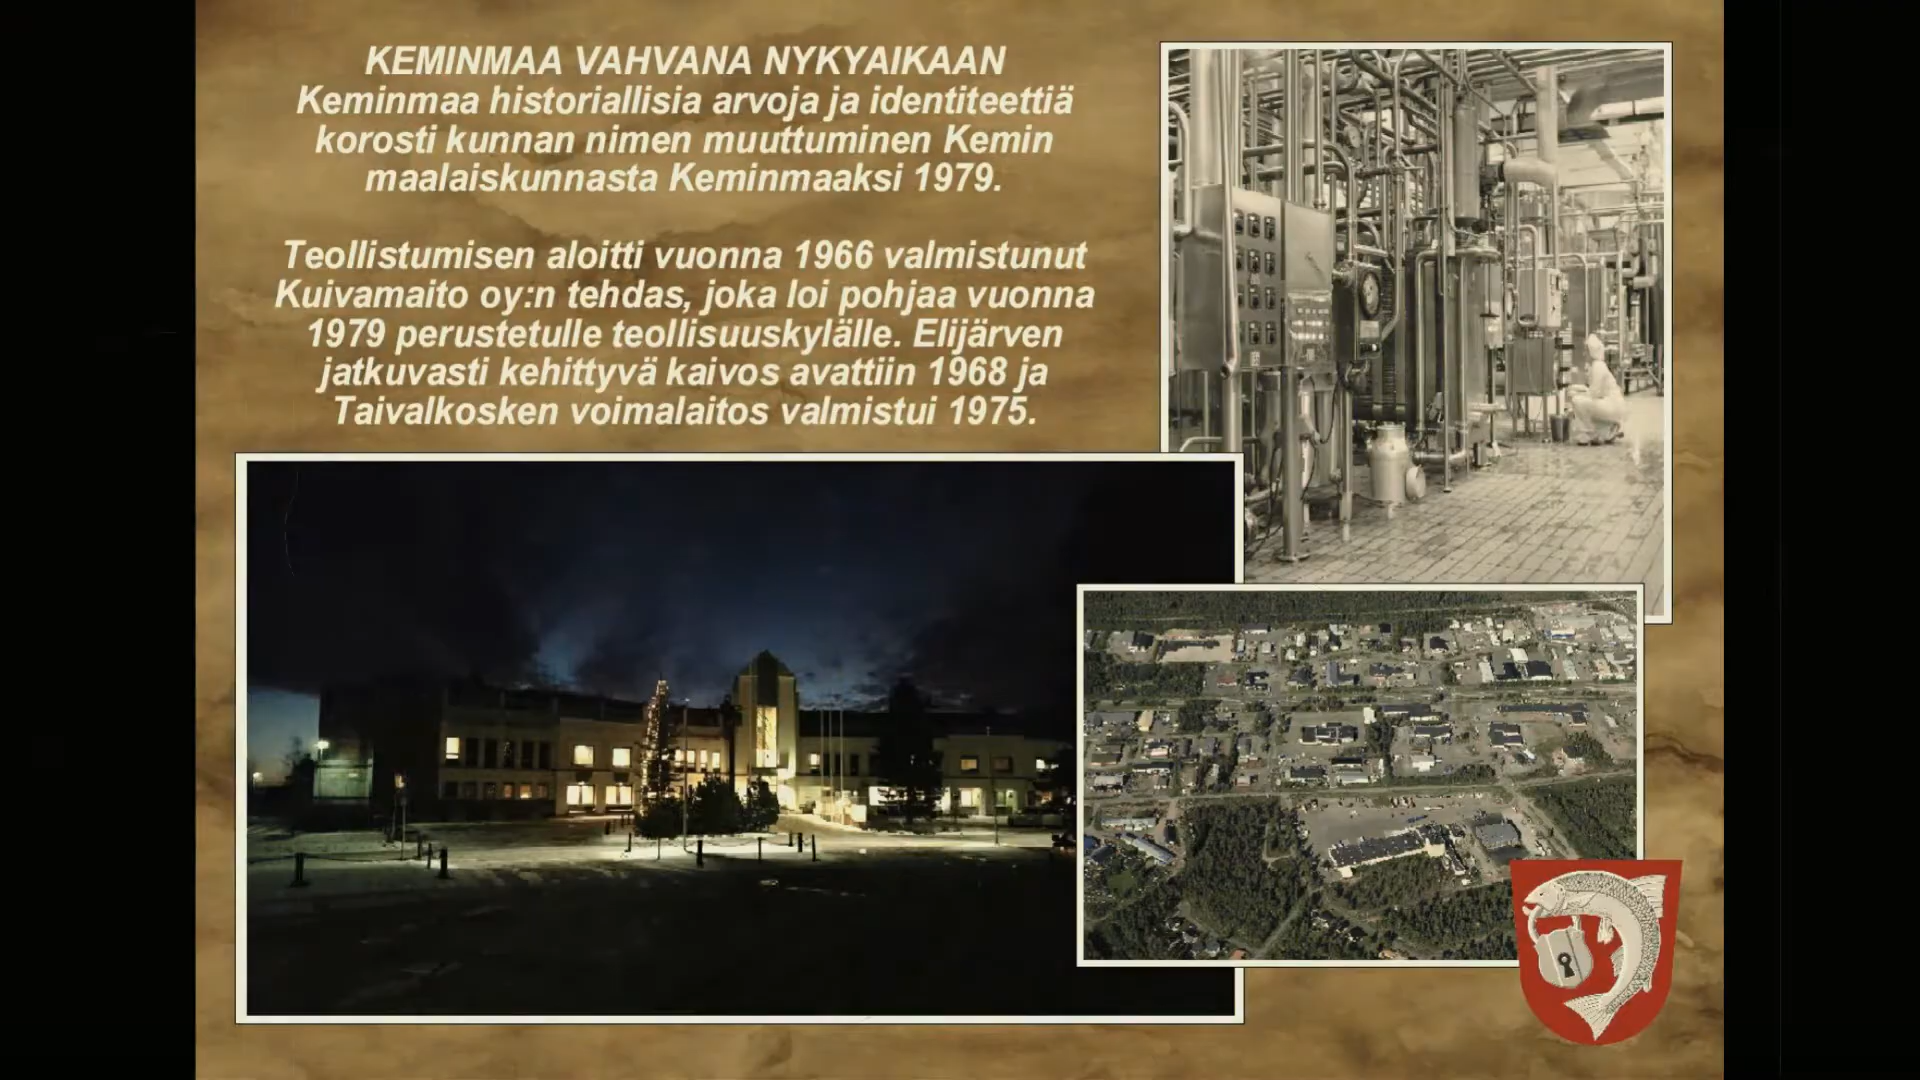 KEMINMAA VAHVANA NYKYAIKAAN
Keminmaa historiallisia arvoja ja identiteettiä
korosti kunnan nimen muuttuminen Kemin
maalaiskunnasta Keminmaaksi 1979.
Teollistumisen aloitti vuonna 1966 valmistunut
Kuivamaito oy:n tehdas, joka loi pohjaa vuonna
1979 perustetulle teollisuuskylälle. Elijärven
jatkuvasti kehittyvä kaivos avattiin 1968 ja
Taivalkosken voimalaitos valmistui 1975.